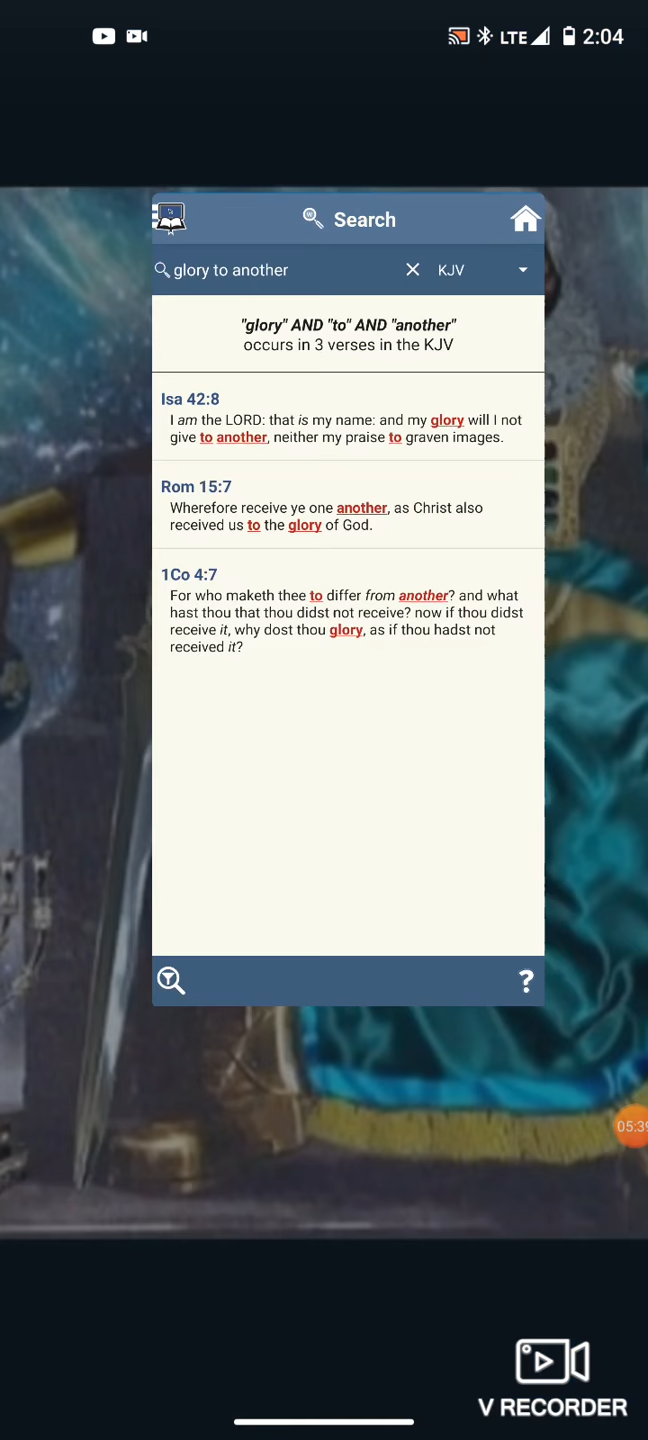 LTE 2:04
Search
glory to another KJV
"glory" AND "to" AND "another"
occurs in 3 verses in the KJV
Isa 42:8
I am the LORD: that is my name: and my glory will I not
give to another, neither my praise to graven images.
Rom 15:7
Wherefore receive ye one another, as Christ also
received us to the glory of God.
1Co 4:7
For who maketh thee to differ from another? and what
hast thou that thou didst not receive? now if thou didst
receive it, why dost thou glory, as if thou hadst not
received it?
?
05:39
V RECORDER